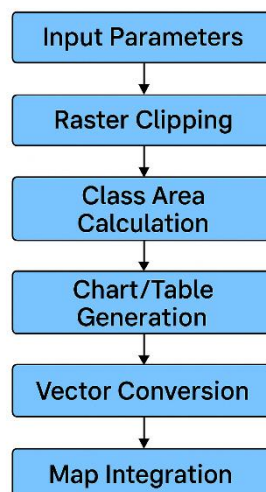 Input Parameters
Raster Clipping
Class Area
Calculation
Chart/Table
Generation
Vector Conversion
Map Integration